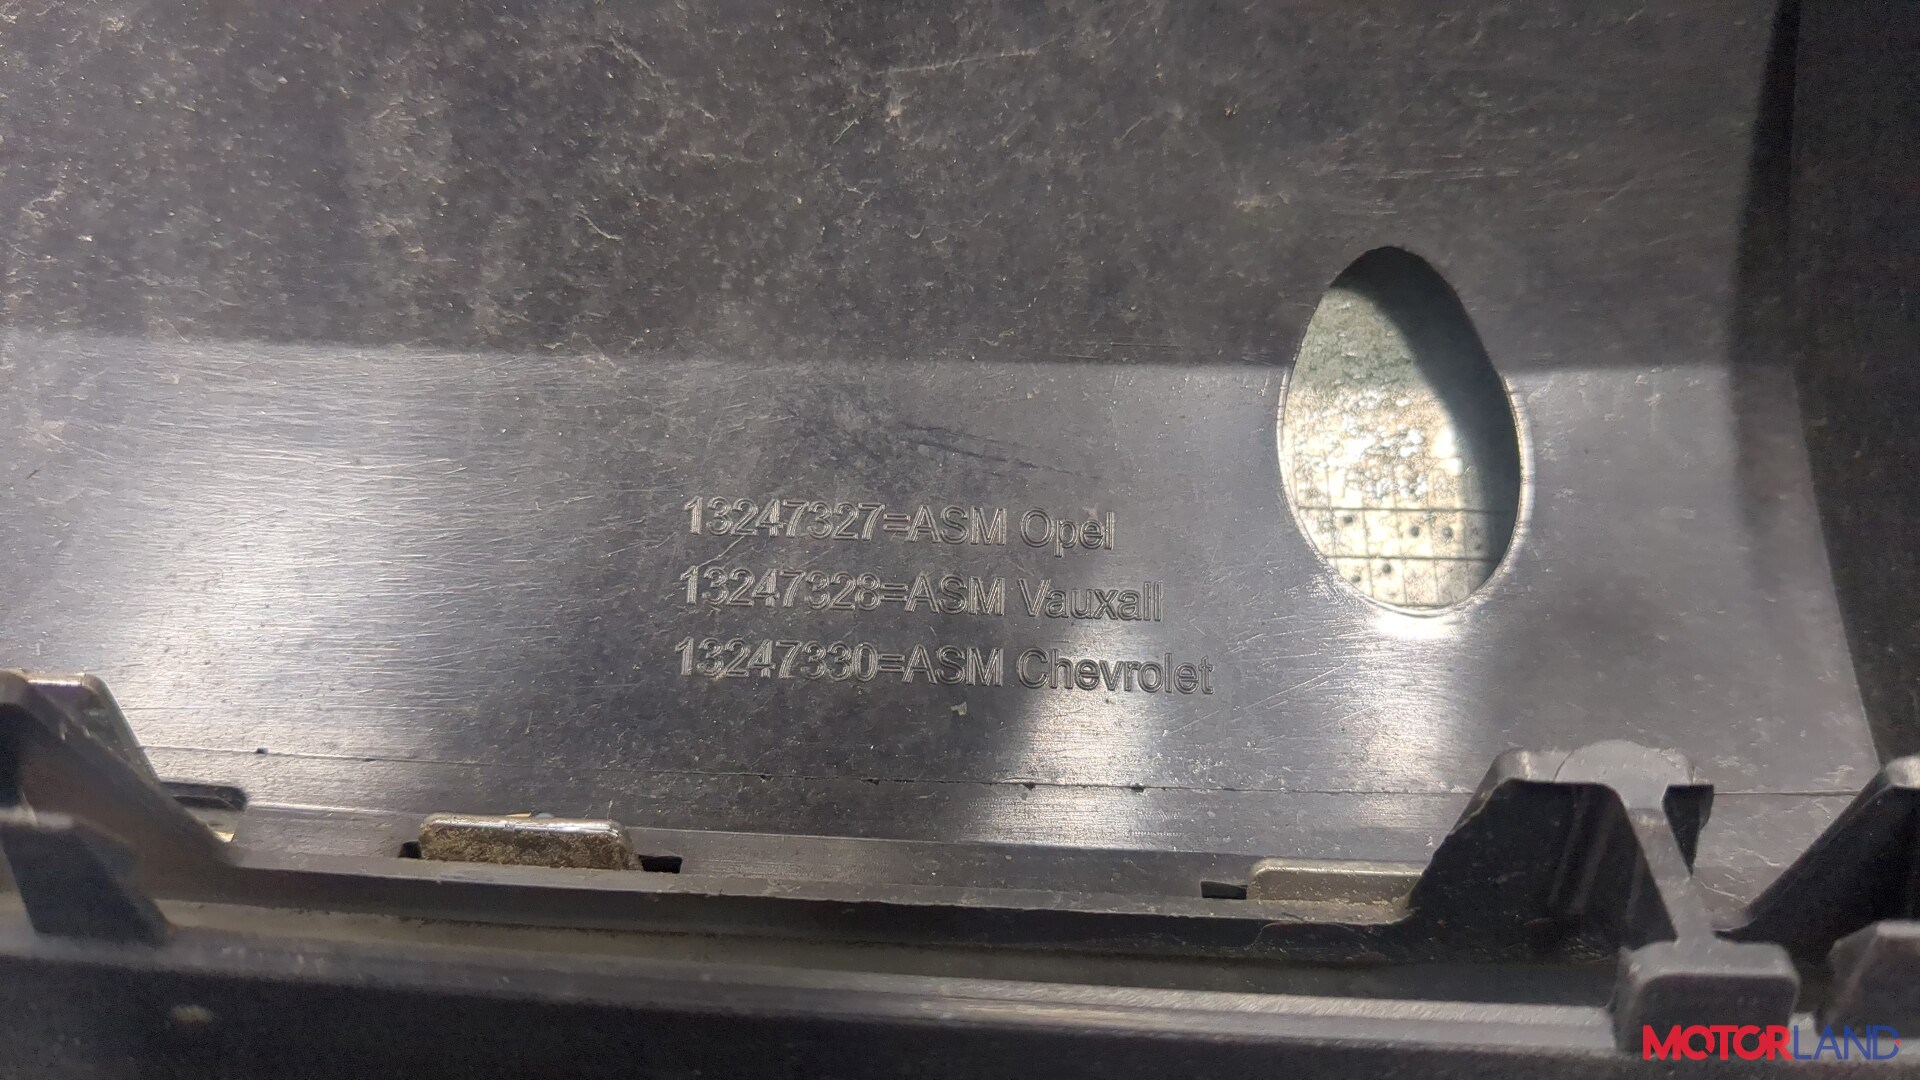 13247327=ASM Opel
13247328=ASM Vauxall
13247330=ASM Chevrolet
MOTORLAND